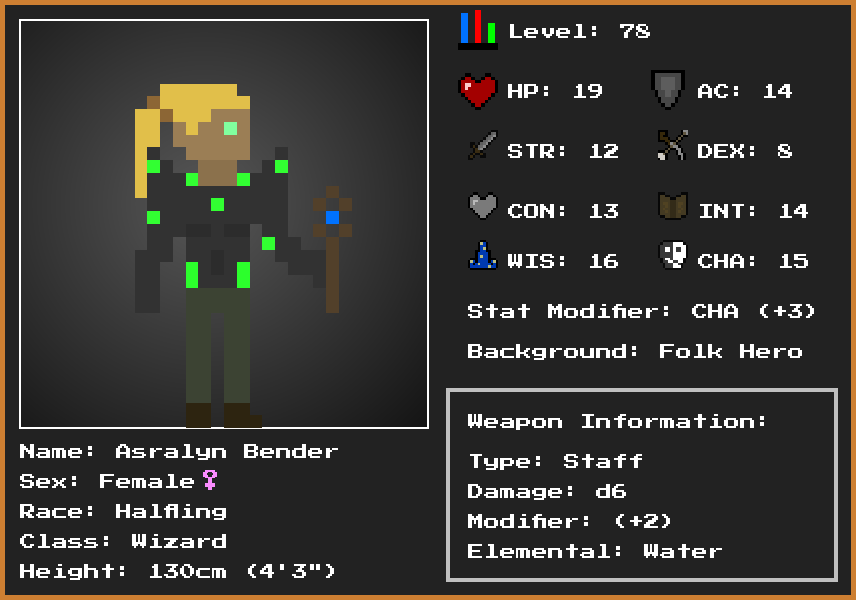 Level: 78
HP: 19 AC: 14
STR: 12 DEX: 8
CON: 13 INT: 14
WIS: 16 CHA: 15
Stat Modifier: CHA (+3)
Background: Folk Hero
Weapon Information:
Type: Staff
Damage: d6
Modifier: (+2)
Elemental: Water
Name: Asralyn Bender
Sex: Female♀
Race: Halfling
Class: Wizard
Height: 130cm (4'3")